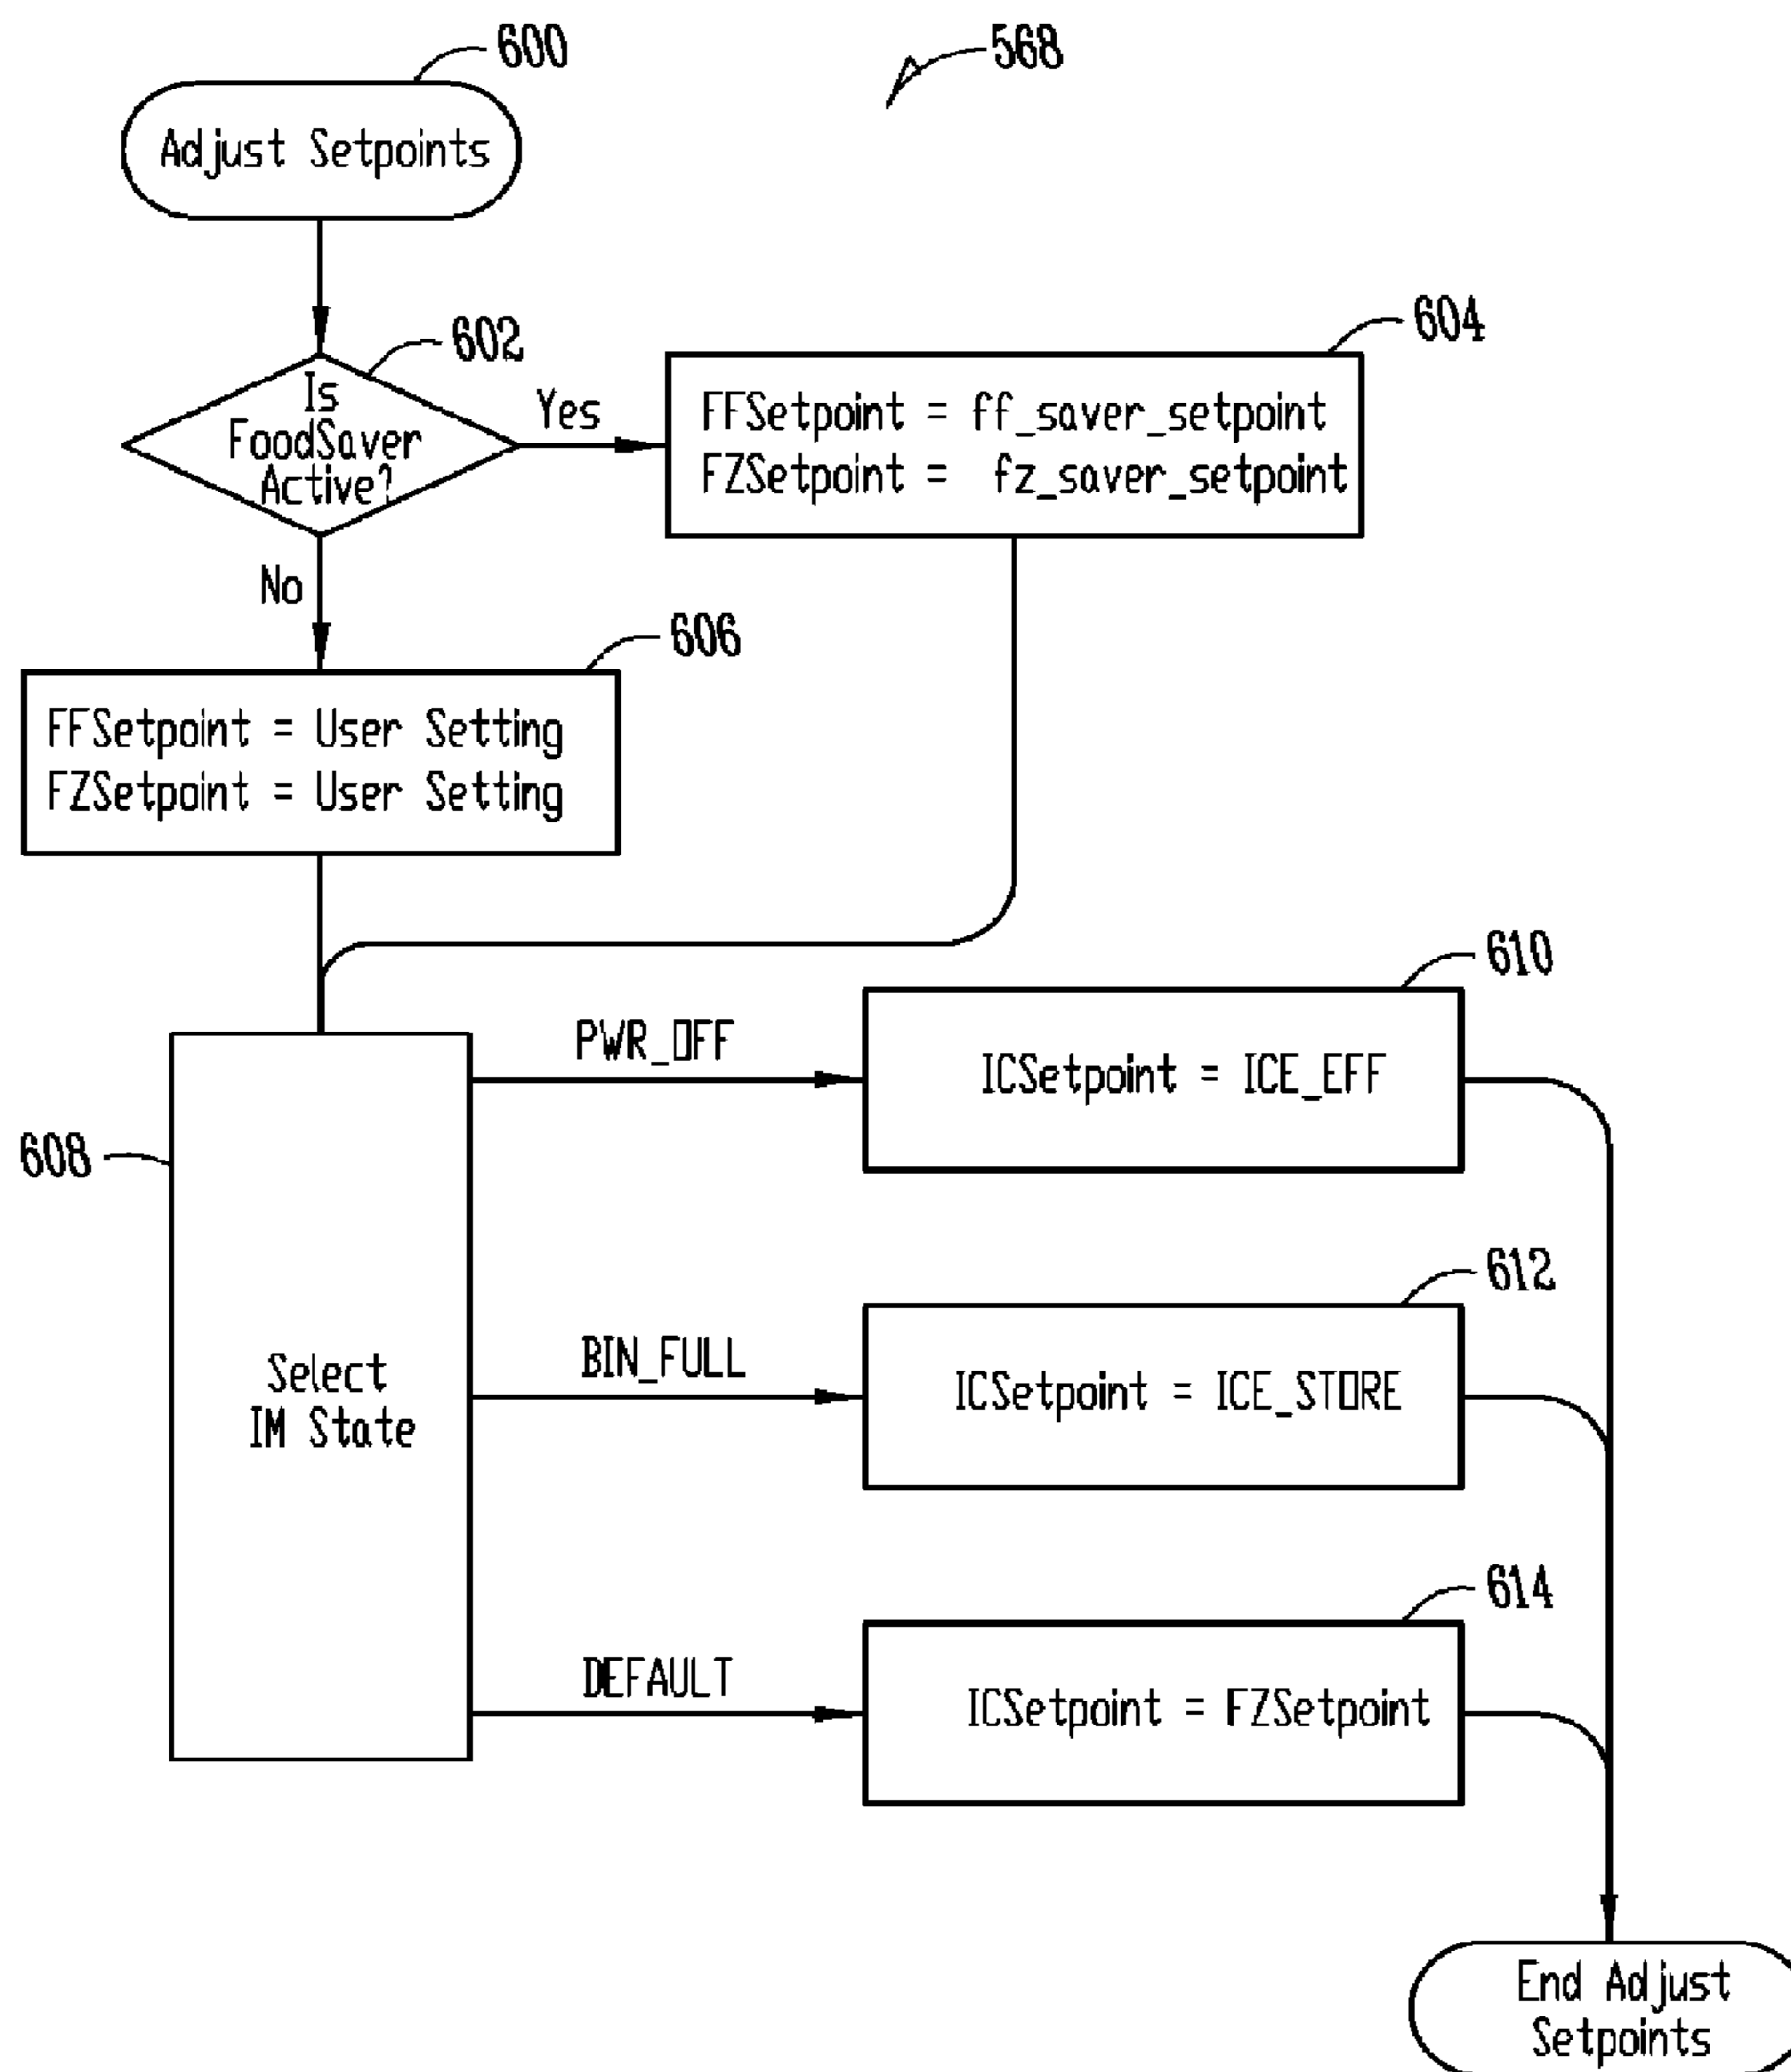 600
568
Adjust Setpoints
602
604
Is
FoodSaver
Active?
Yes
FFSetpoint = ff_saver_setpoint
FZSetpoint = fz_saver_setpoint
No
606
FFSetpoint = User Setting
FZSetpoint = User Setting
610
PWR_OFF
ICSetpoint = ICE_EFF
608
612
BIN_FULL
ICSetpoint = ICE_STORE
Select
IM State
614
DEFAULT
ICSetpoint = FZSetpoint
End Adjust
Setpoints